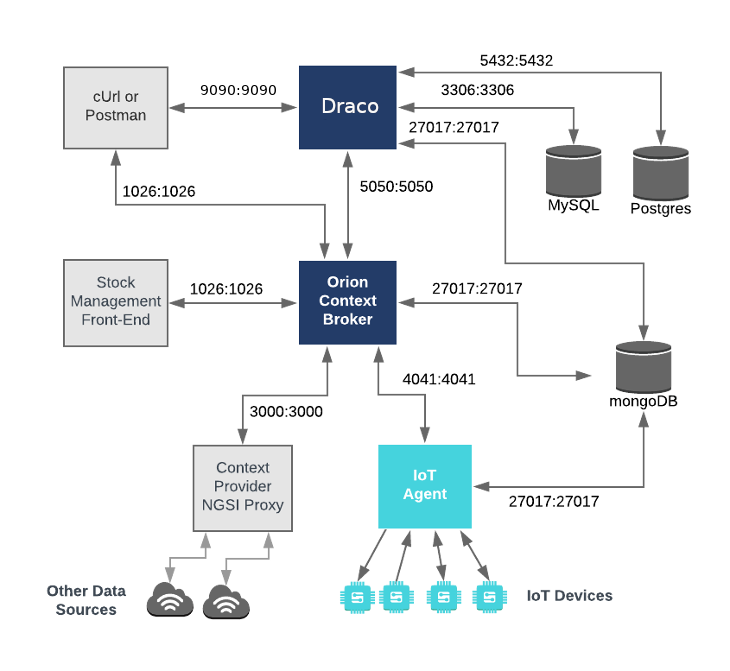 5432:5432
9090:9090
3306:3306
cUrl or
Postman
Draco
27017:27017
1026:1026
5050:5050
MySQL
Postgres
Stock
Management
Front-End
1026:1026
Orion
Context
Broker
27017:27017
4041:4041
mongoDB
3000:3000
Context
Provider
NGSI Proxy
IoT
Agent
27017:27017
Other Data
Sources
IoT Devices